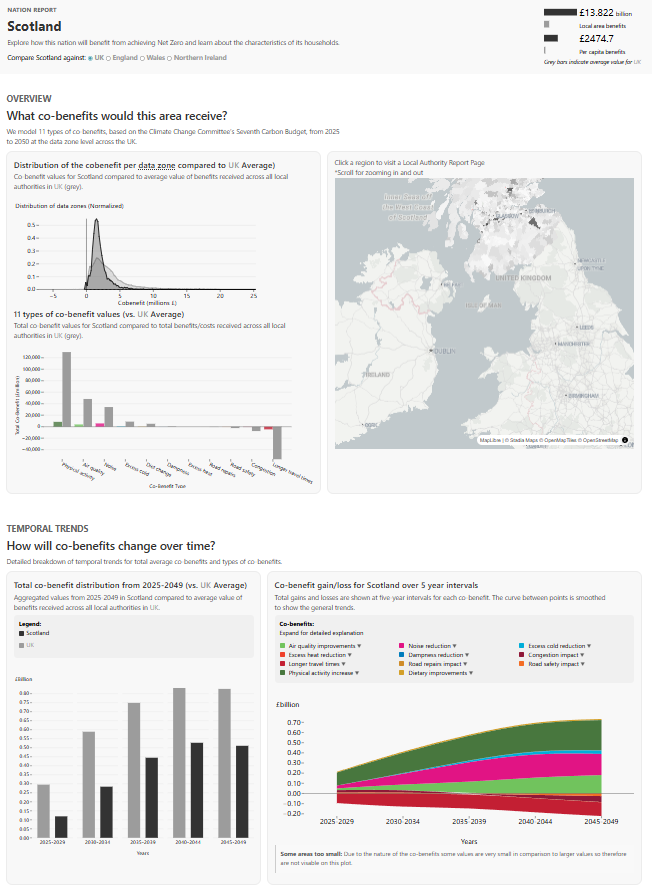 NATION REPORT
Scotland
Explore how this nation will benefit from achieving Net Zero and learn about the characteristics of its households.
Compare Scotland against: UK England Wales Northern Ireland
£13.822 billion
Local area benefits
£2474.7
Per capita benefits
Grey bars indicate average value for UK
OVERVIEW
What co-benefits would this area receive?
We model 11 types of co-benefits, based on the Climate Change Committee's Seventh Carbon Budget, from 2025
to 2050 at the data zone level across the UK.
Distribution of the cobenefit per data zone compared to UK Average)
Co-benefit values for Scotland compared to average value of benefits received across all local
authorities in UK (grey).
Distribution of data zones (Normalized)
0.5
0.4
0.3
0.2
0.1
0.0
−5 0 5 10 15 20 25
Cobenefit (millions £)
11 types of co-benefit values (vs. UK Average)
Total co-benefit values for Scotland compared to total benefits/costs received across all local
authorities in UK (grey).
Total Co-Benefit (£million)
120,000
100,000
80,000
60,000
40,000
20,000
0
−20,000
−40,000
Physical activity
Air quality
Noise
Excess cold
Diet change
Dampness
Excess heat
Road repairs
Road safety
Congestion
Longer travel times
Co-Benefit Type
Click a region to visit a Local Authority Report Page
*Scroll for zooming in and out
Inner Seas off
the West Coast
of Scotland
GLASGOW
EDINBURGH
NEWCASTLE
UPON TYNE
BELFAST
UNITED KINGDOM
ISLE OF MAN
LEEDS
MANCHESTER
DUBLIN
IRELAND
BIRMINGHAM
CORK
MapLibre | © Stadia Maps © OpenMapTiles © OpenStreetMap
TEMPORAL TRENDS
How will co-benefits change over time?
Detailed breakdown of temporal trends for total average co-benefits and types of co-benefits.
Total co-benefit distribution from 2025-2049 (vs. UK Average)
Aggregated values from 2025-2049 in Scotland compared to average value of
benefits received across all local authorities in UK.
Legend:
Scotland
UK
£Billion
0.80
0.75
0.70
0.65
0.60
0.55
0.50
0.45
0.40
0.35
0.30
0.25
0.20
0.15
0.10
0.05
0.00
2025-2029 2030-2034 2035-2039 2040-2044 2045-2049
Years
Co-benefit gain/loss for Scotland over 5 year intervals
Total gains and losses are shown at five-year intervals for each co-benefit. The curve between points is smoothed
to show the general trends.
Co-benefits:
Expand for detailed explanation
Air quality improvements ▼ Noise reduction ▼ Excess cold reduction ▼
Excess heat reduction ▼ Dampness reduction ▼ Congestion impact ▼
Longer travel times ▼ Road repairs impact ▼ Road safety impact ▼
Physical activity increase ▼ Dietary improvements ▼
£billion
0.70
0.60
0.50
0.40
0.30
0.20
0.10
0.00
−0.10
−0.20
2025-2029 2030-2034 2035-2039 2040-2044 2045-2049
Years
Some areas too small: Due to the nature of the co-benefits some values are very small in comparison to larger values so therefore
are not visable on this plot.